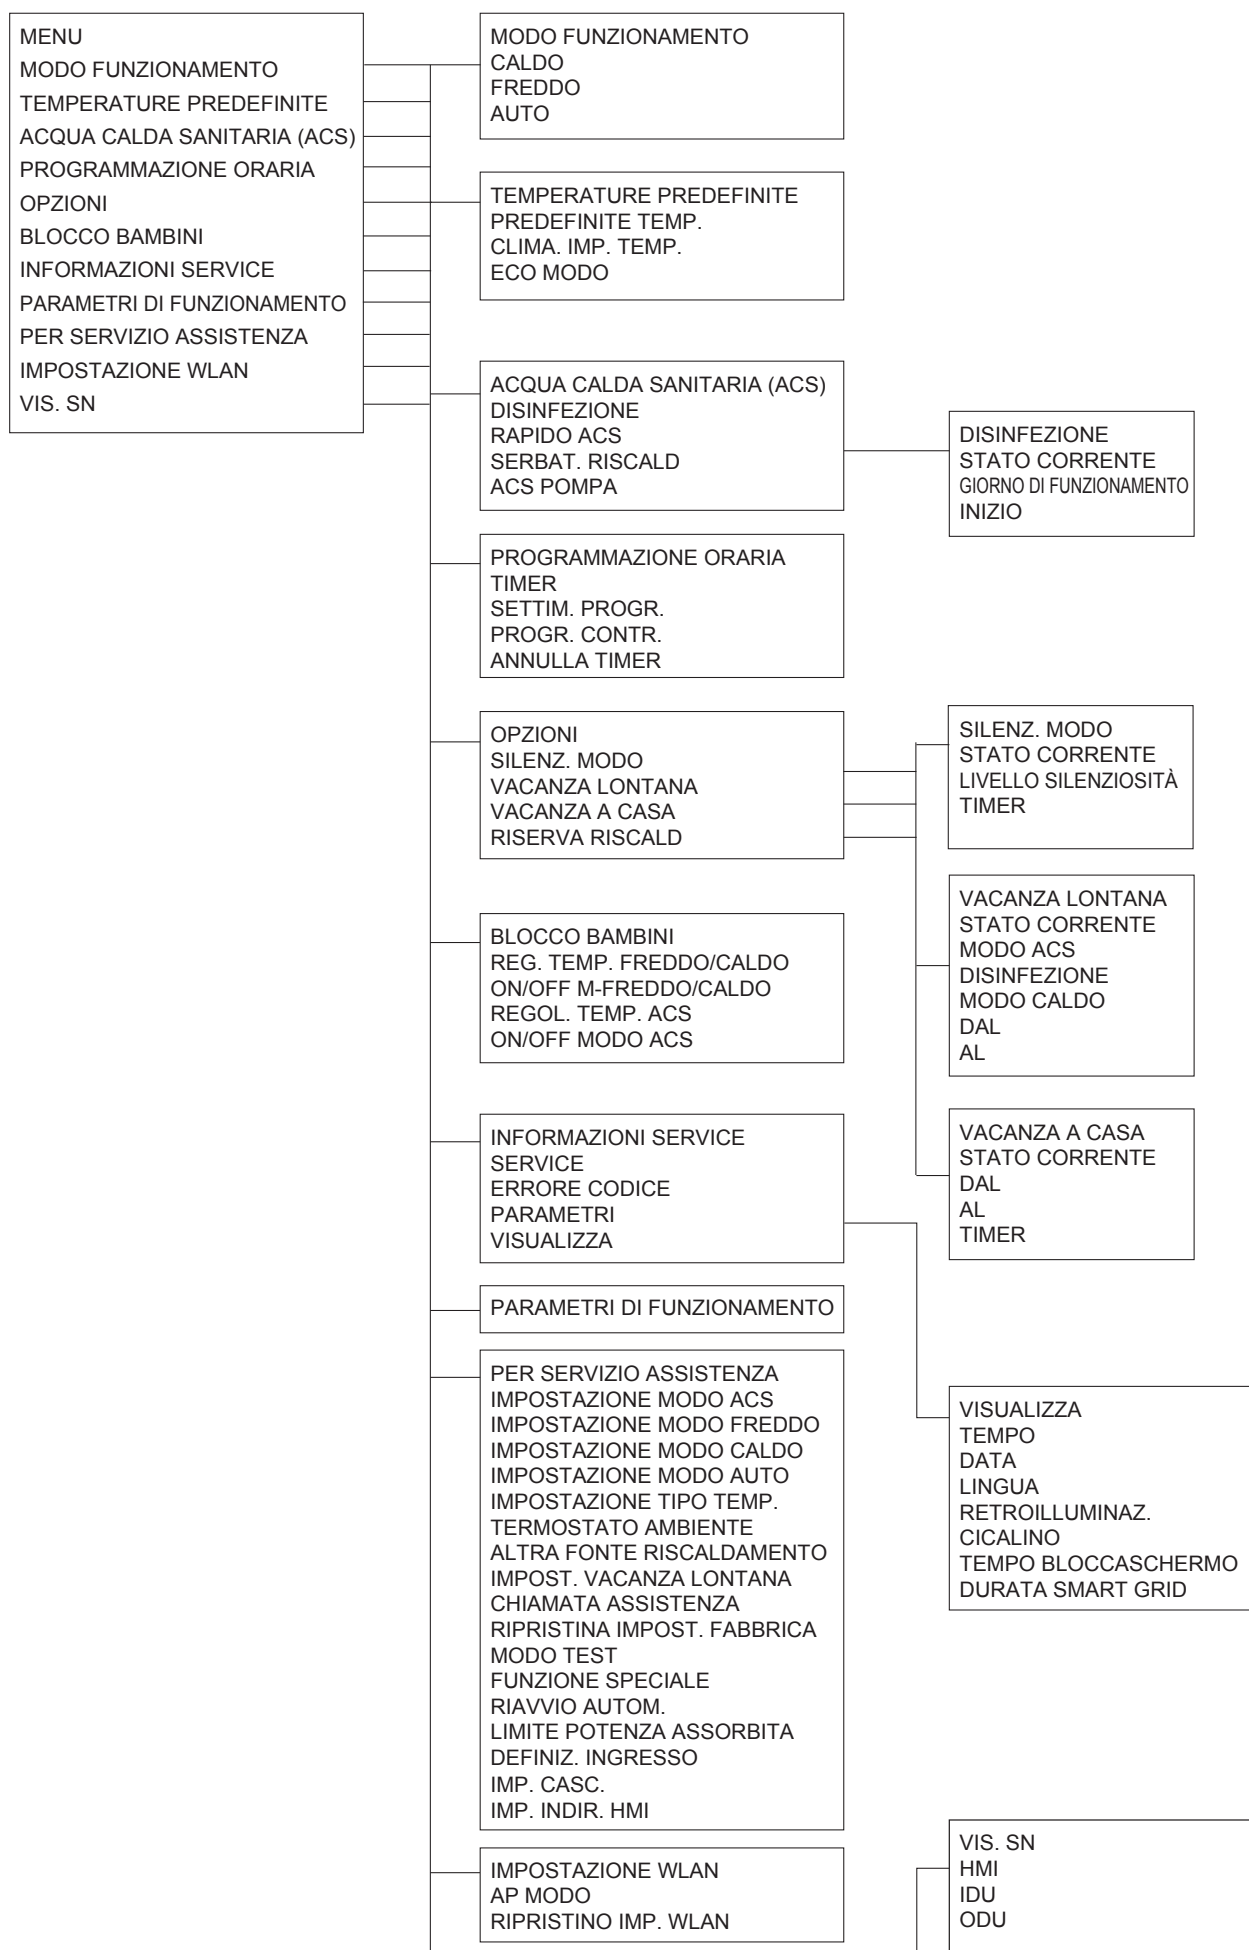 MENU
MODO FUNZIONAMENTO
TEMPERATURE PREDEFINITE
ACQUA CALDA SANITARIA (ACS)
PROGRAMMAZIONE ORARIA
OPZIONI
BLOCCO BAMBINI
INFORMAZIONI SERVICE
PARAMETRI DI FUNZIONAMENTO
PER SERVIZIO ASSISTENZA
IMPOSTAZIONE WLAN
VIS. SN
MODO FUNZIONAMENTO
CALDO
FREDDO
AUTO
TEMPERATURE PREDEFINITE
PREDEFINITE TEMP.
CLIMA. IMP. TEMP.
ECO MODO
ACQUA CALDA SANITARIA (ACS)
DISINFEZIONE
RAPIDO ACS
SERBAT. RISCALD
ACS POMPA
DISINFEZIONE
STATO CORRENTE
GIORNO DI FUNZIONAMENTO
INIZIO
PROGRAMMAZIONE ORARIA
TIMER
SETTIM. PROGR.
PROGR. CONTR.
ANNULLA TIMER
OPZIONI
SILENZ. MODO
VACANZA LONTANA
VACANZA A CASA
RISERVA RISCALD
SILENZ. MODO
STATO CORRENTE
LIVELLO SILENZIOSITÀ
TIMER
VACANZA LONTANA
STATO CORRENTE
MODO ACS
DISINFEZIONE
MODO CALDO
DAL
AL
VACANZA A CASA
STATO CORRENTE
DAL
AL
TIMER
BLOCCO BAMBINI
REG. TEMP. FREDDO/CALDO
ON/OFF M-FREDDO/CALDO
REGOL. TEMP. ACS
ON/OFF MODO ACS
INFORMAZIONI SERVICE
SERVICE
ERRORE CODICE
PARAMETRI
VISUALIZZA
VISUALIZZA
TEMPO
DATA
LINGUA
RETROILLUMINAZ.
CICALINO
TEMPO BLOCCASCHERMO
DURATA SMART GRID
PARAMETRI DI FUNZIONAMENTO
PER SERVIZIO ASSISTENZA
IMPOSTAZIONE MODO ACS
IMPOSTAZIONE MODO FREDDO
IMPOSTAZIONE MODO CALDO
IMPOSTAZIONE MODO AUTO
IMPOSTAZIONE TIPO TEMP.
TERMOSTATO AMBIENTE
ALTRA FONTE RISCALDAMENTO
IMPOST. VACANZA LONTANA
CHIAMATA ASSISTENZA
RIPRISTINA IMPOST. FABBRICA
MODO TEST
FUNZIONE SPECIALE
RIAVVIO AUTOM.
LIMITE POTENZA ASSORBITA
DEFINIZ. INGRESSO
IMP. CASC.
IMP. INDIR. HMI
IMPOSTAZIONE WLAN
AP MODO
RIPRISTINO IMP. WLAN
VIS. SN
HMI
IDU
ODU